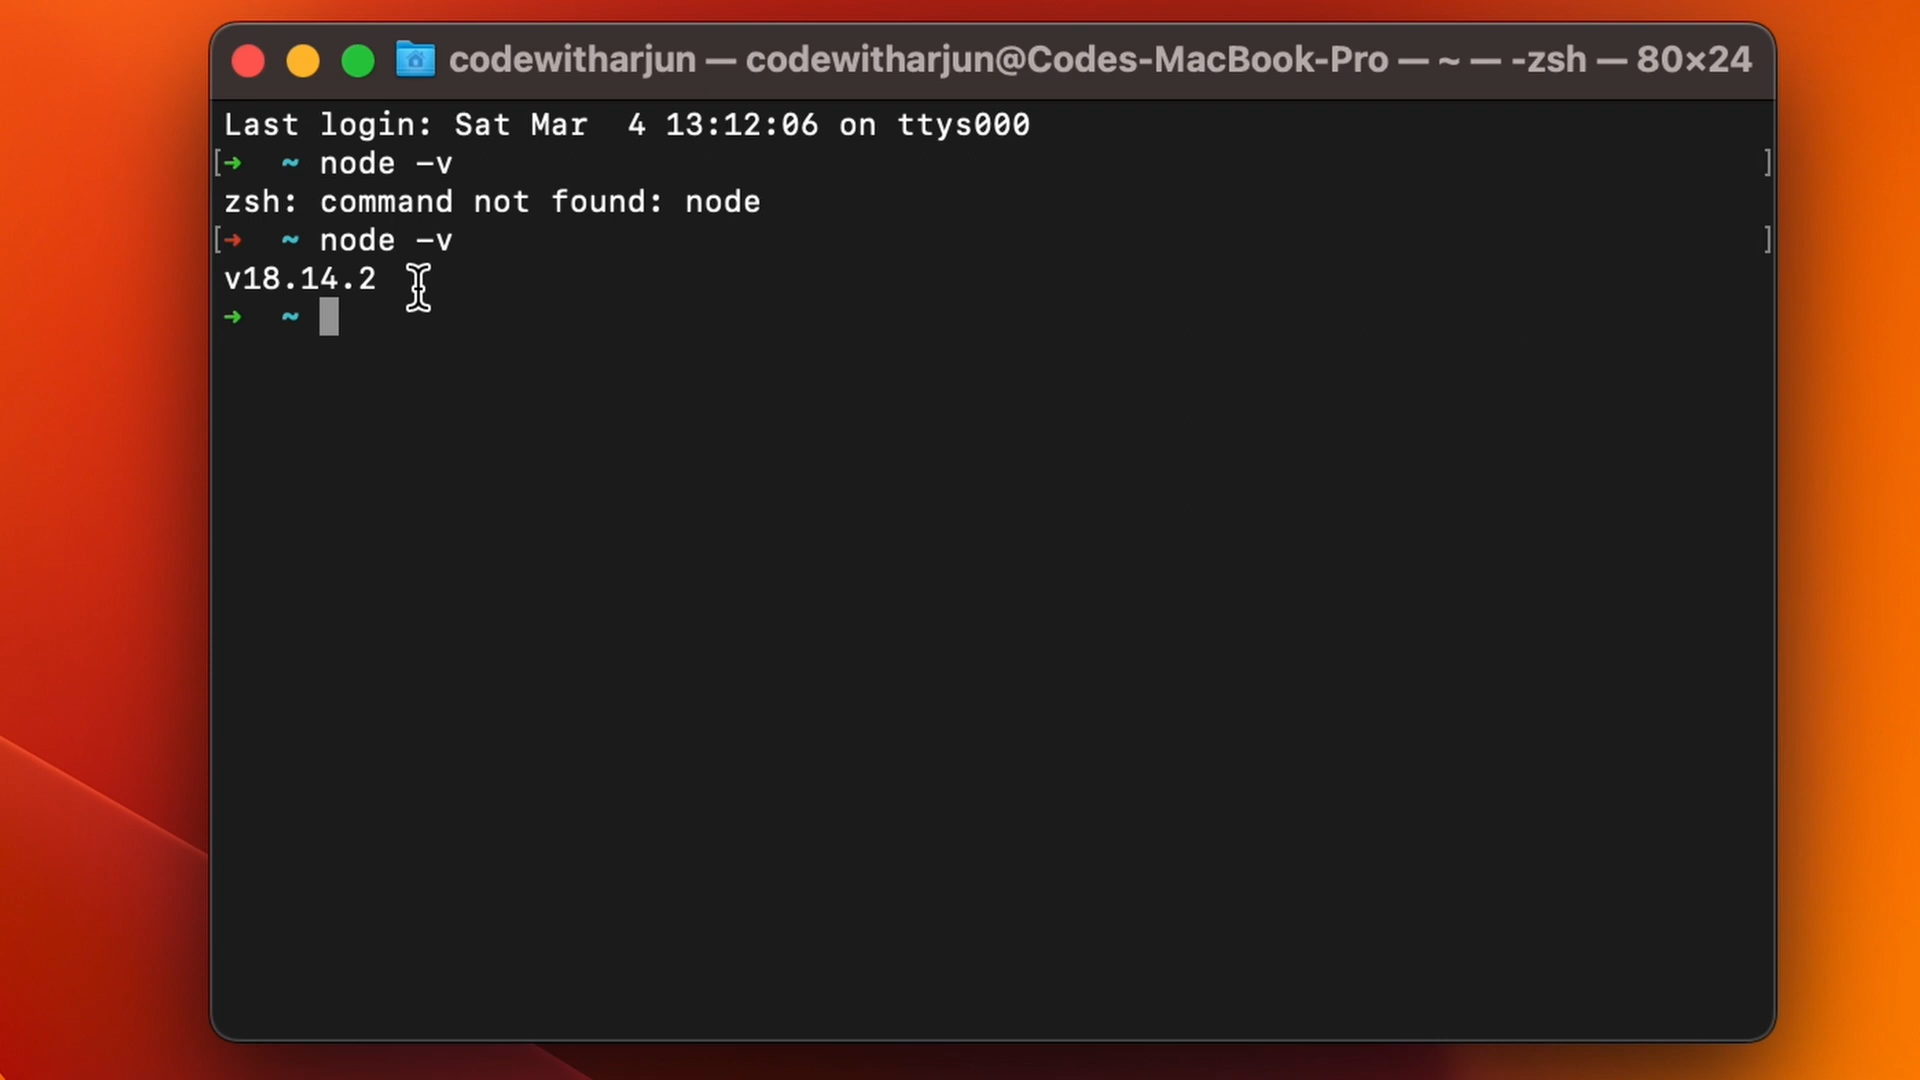 codewitharjun — codewitharjun@Codes-MacBook-Pro — ~ — -zsh — 80×24
Last login: Sat Mar  4 13:12:06 on ttys000
[➜  ~ node -v ]
zsh: command not found: node
[➜  ~ node -v ]
v18.14.2
➜  ~